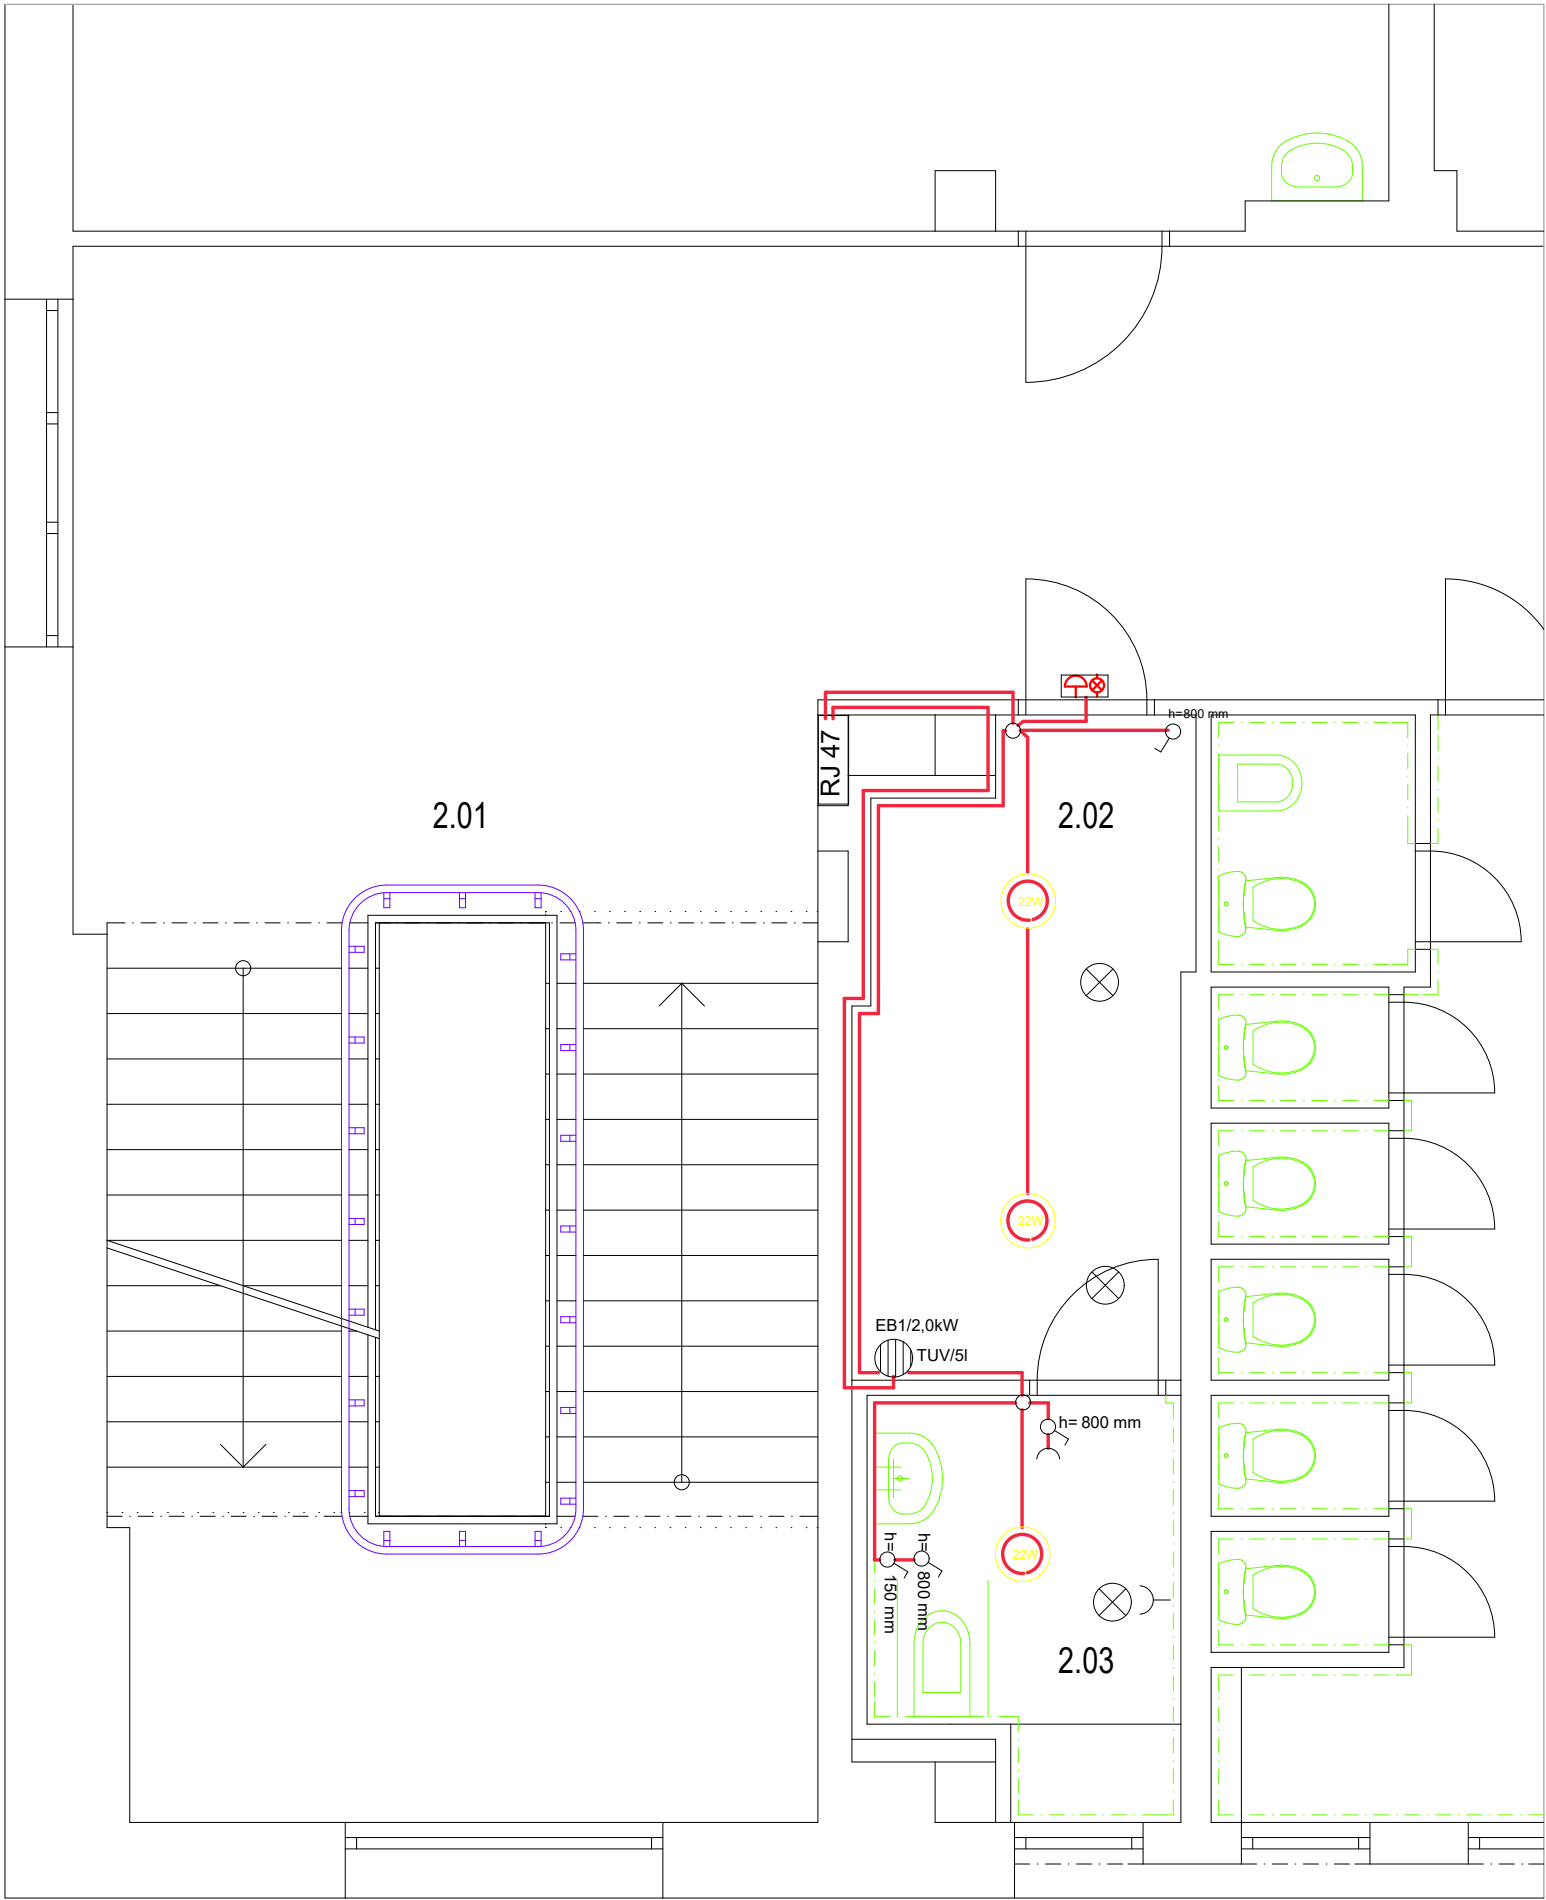 h=800 mm
RJ 47
2.01
2.02
22W
22W
EB1/2,0kW
TUV/5l
h= 800 mm
h=
150 mm
h=
800 mm
22W
2.03